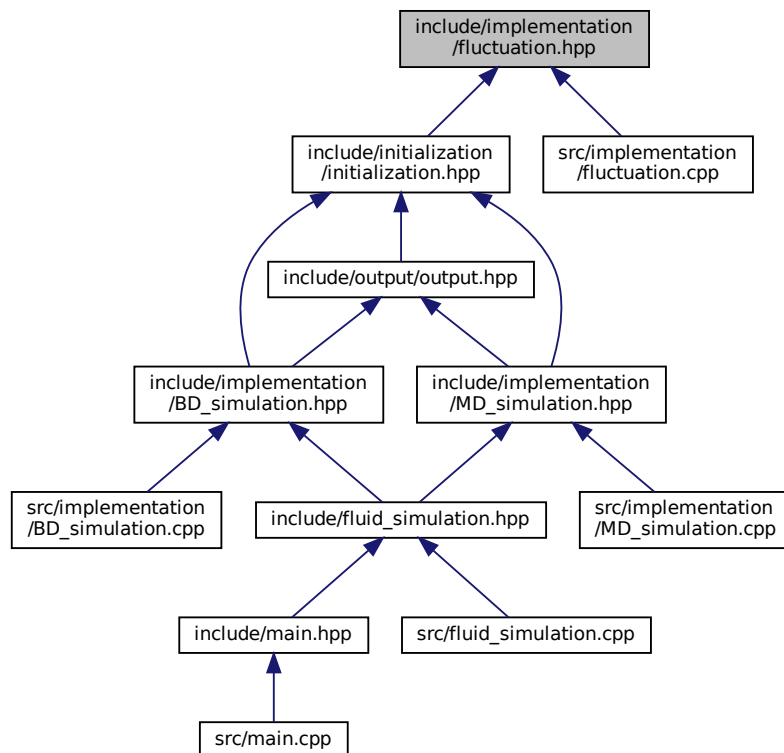 include/implementation
/fluctuation.hpp
include/initialization
/initialization.hpp
src/implementation
/fluctuation.cpp
include/output/output.hpp
include/implementation
/BD_simulation.hpp
include/implementation
/MD_simulation.hpp
src/implementation
/BD_simulation.cpp
include/fluid_simulation.hpp
src/implementation
/MD_simulation.cpp
include/main.hpp
src/fluid_simulation.cpp
src/main.cpp